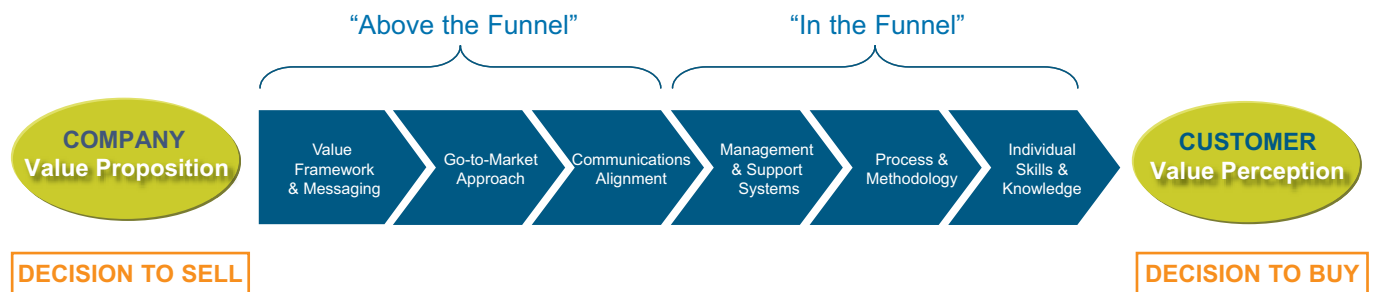 “Above the Funnel”
“In the Funnel”
COMPANY
Value Proposition
Value
Framework
& Messaging
Go-to-Market
Approach
Communications
Alignment
Management
& Support
Systems
Process &
Methodology
Individual
Skills &
Knowledge
CUSTOMER
Value Perception
DECISION TO SELL
DECISION TO BUY